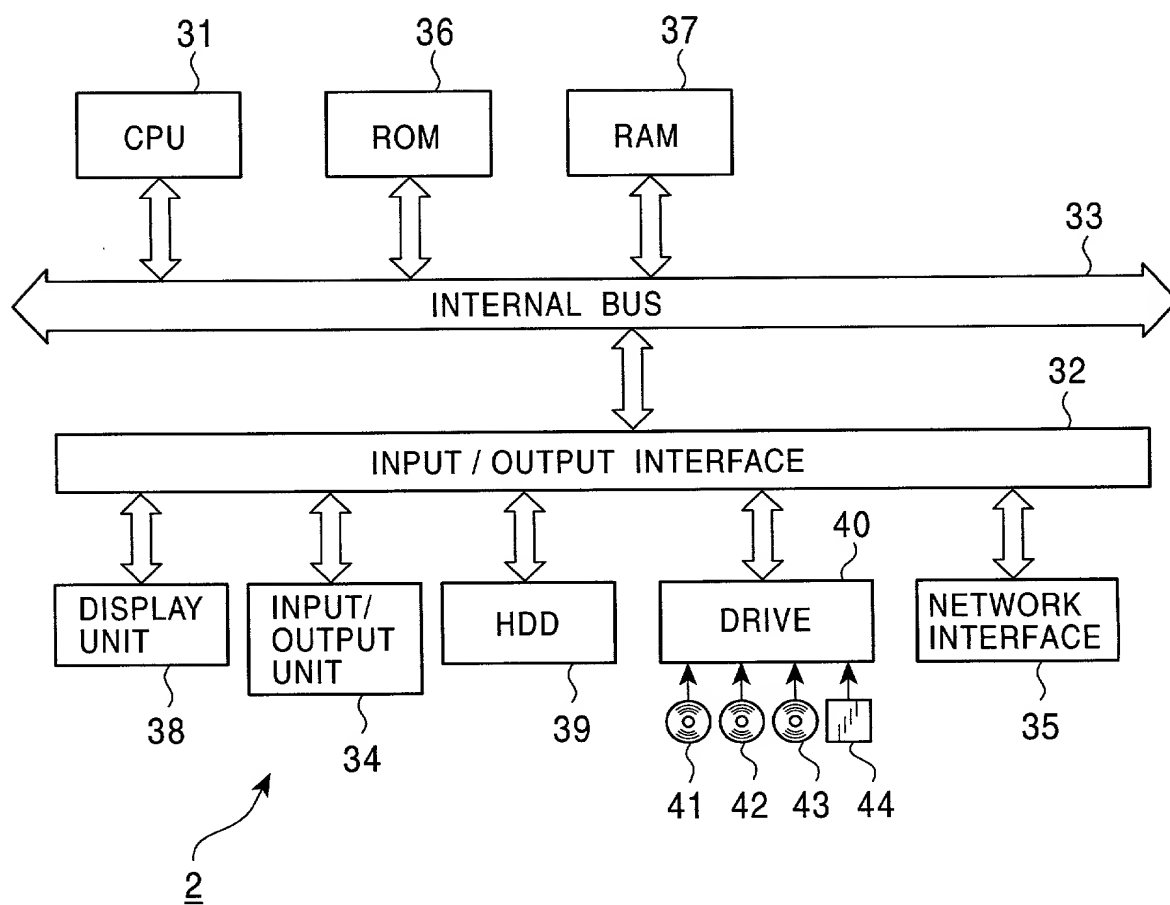 31
36
37
CPU
ROM
RAM
33
INTERNAL BUS
32
INPUT / OUTPUT INTERFACE
40
DISPLAY
UNIT
INPUT/
OUTPUT
UNIT
HDD
DRIVE
NETWORK
INTERFACE
38
34
39
35
41
42
43
44
2